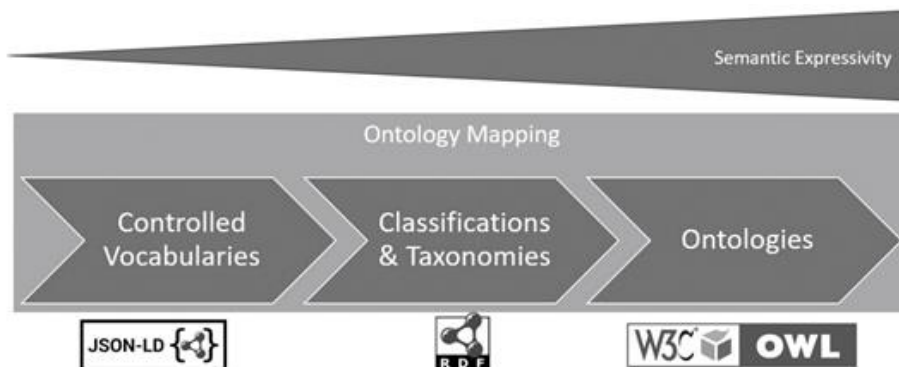 Semantic Expressivity
Ontology Mapping
Controlled
Vocabularies
Classifications
& Taxonomies
Ontologies
JSON-LD
RDF
W3C OWL